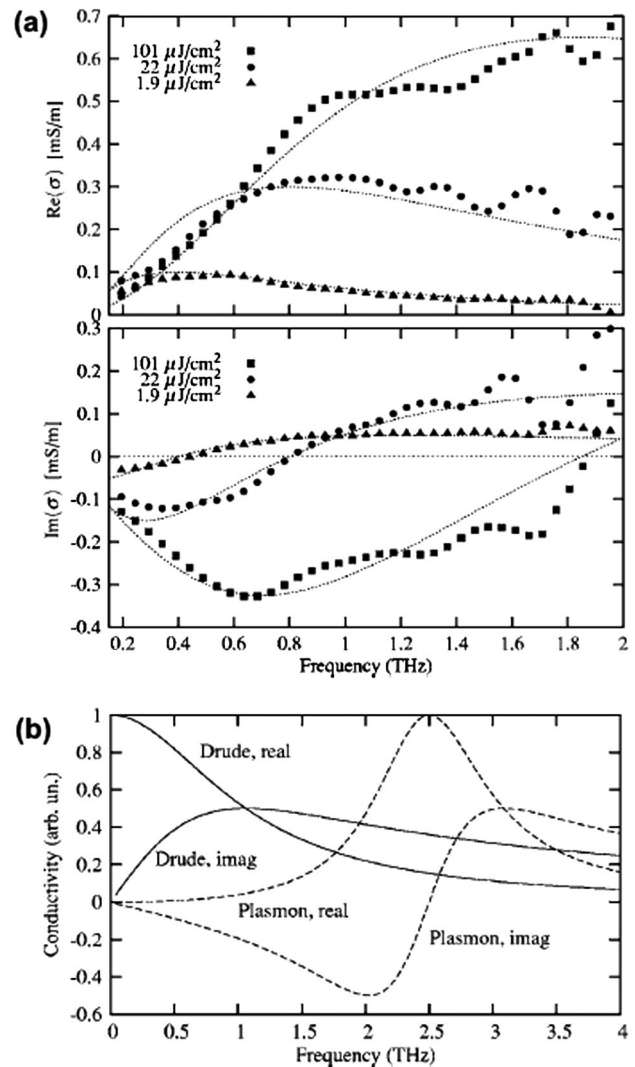 (a)
0.7
0.6
0.5
0.4
0.3
0.2
0.1
0
Re(σ) [mS/m]
101 μJ/cm²
22 μJ/cm²
1.9 μJ/cm²
0.3
0.2
0.1
0
-0.1
-0.2
-0.3
-0.4
Im(σ) [mS/m]
101 μJ/cm²
22 μJ/cm²
1.9 μJ/cm²
0.2 0.4 0.6 0.8 1 1.2 1.4 1.6 1.8 2
Frequency (THz)
(b)
1
0.8
0.6
0.4
0.2
0
-0.2
-0.4
-0.6
Conductivity (arb. un.)
Drude, real
Drude, imag
Plasmon, real
Plasmon, imag
0 0.5 1 1.5 2 2.5 3 3.5 4
Frequency (THz)